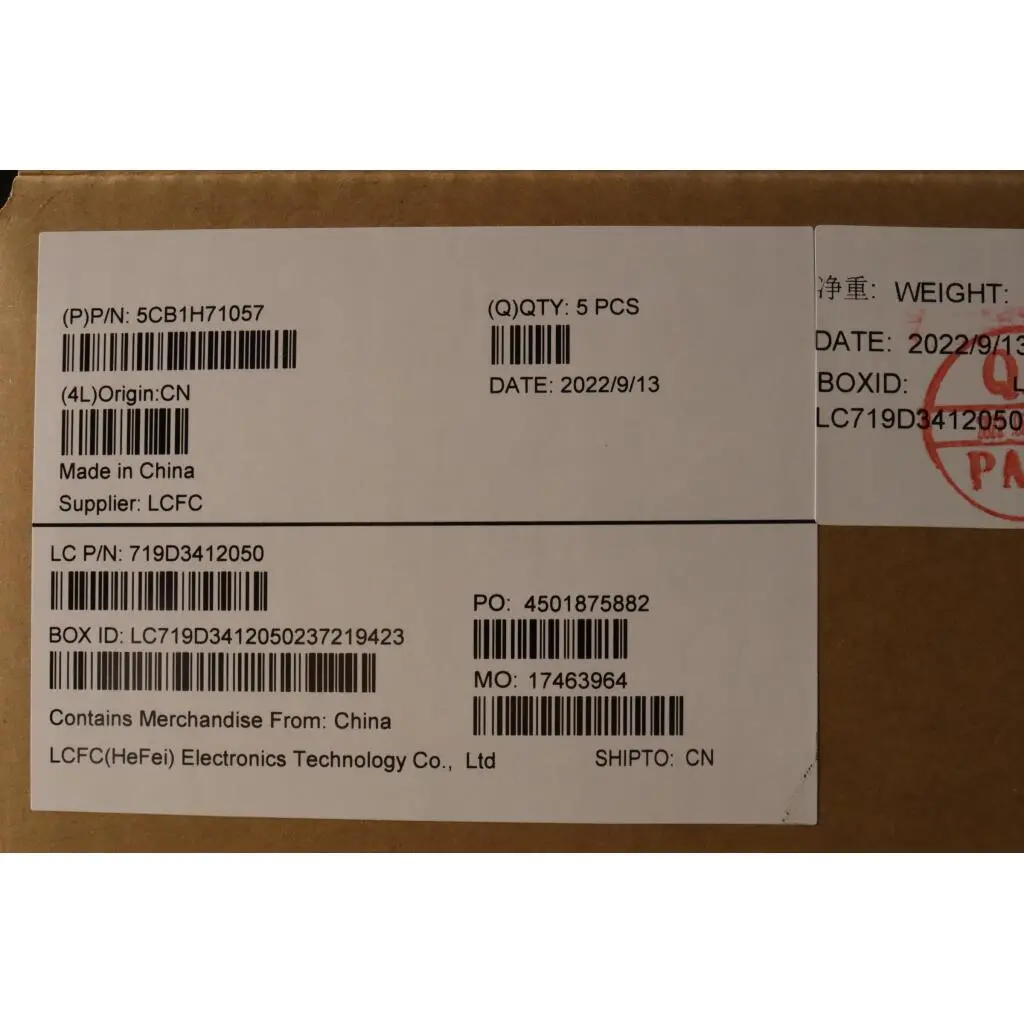 (P)P/N: 5CB1H71057
(Q)QTY: 5 PCS
(4L)Origin:CN
DATE: 2022/9/13
Made in China
Supplier: LCFC
LC P/N: 719D3412050
PO: 4501875882
BOX ID: LC719D3412050237219423
MO: 17463964
Contains Merchandise From: China
LCFC(HeFei) Electronics Technology Co., Ltd
SHIPTO: CN
净重: WEIGHT:
DATE: 2022/9/13
BOXID:
LC719D3412050